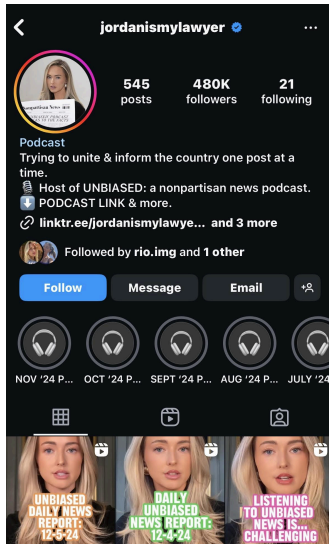 jordanismylawyer
545
posts
480K
followers
21
following
Podcast
Trying to unite & inform the country one post at a
time.
Host of UNBIASED: a nonpartisan news podcast.
PODCAST LINK & more.
linktr.ee/jordanismylawye... and 3 more
Followed by rio.img and 1 other
Follow
Message
Email
NOV '24 P...
OCT '24 P...
SEPT '24 P...
AUG '24 P...
JULY '24
UNBIASED
DAILY NEWS
REPORT:
12-5-24
DAILY
UNBIASED
NEWS REPORT:
12-4-24
LISTENING
TO UNBIASED
NEWS IS...
CHALLENGING